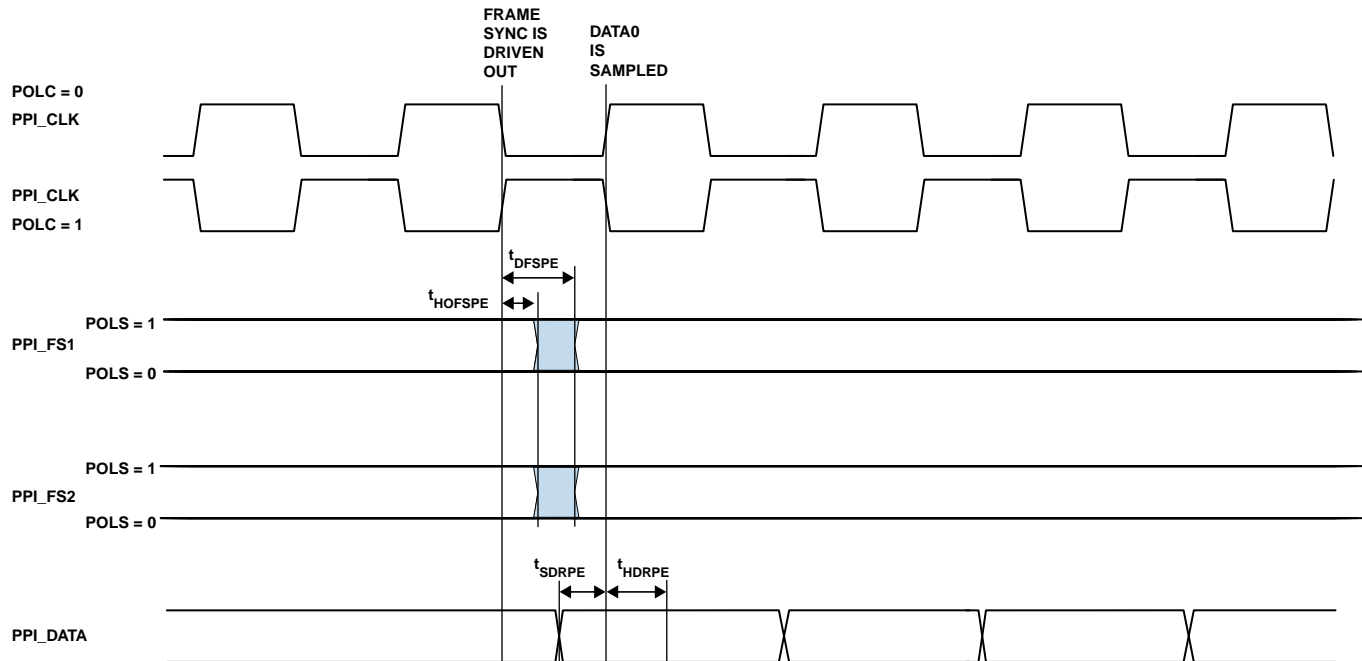 FRAME
SYNC IS
DRIVEN
OUT
DATA0
IS
SAMPLED
POLC = 0
PPI_CLK
PPI_CLK
POLC = 1
tDFSPE
tHOFSPE
POLS = 1
PPI_FS1
POLS = 0
POLS = 1
PPI_FS2
POLS = 0
tSDRPE
tHDRPE
PPI_DATA